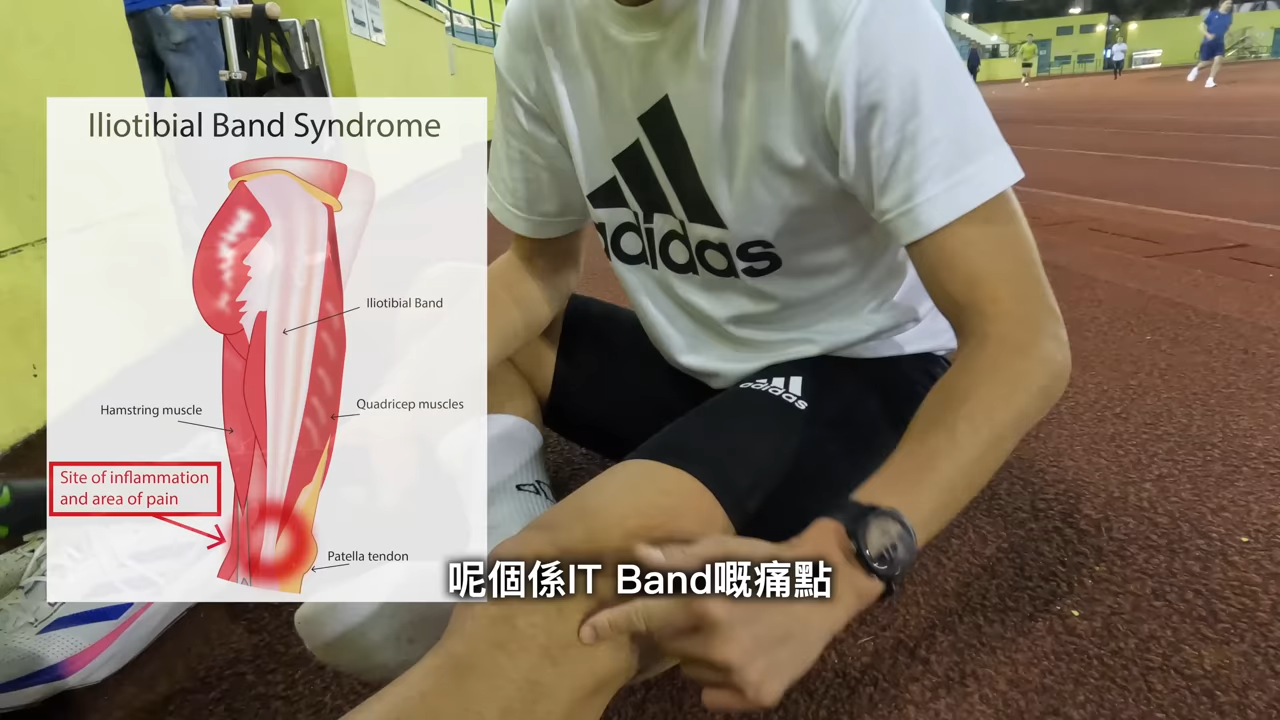 Iliotibial Band Syndrome
Iliotibial Band
Hamstring muscle
Quadricep muscles
Site of inflammation
and area of pain
Patella tendon
adidas
adidas
呢個係IT Band嘅痛點